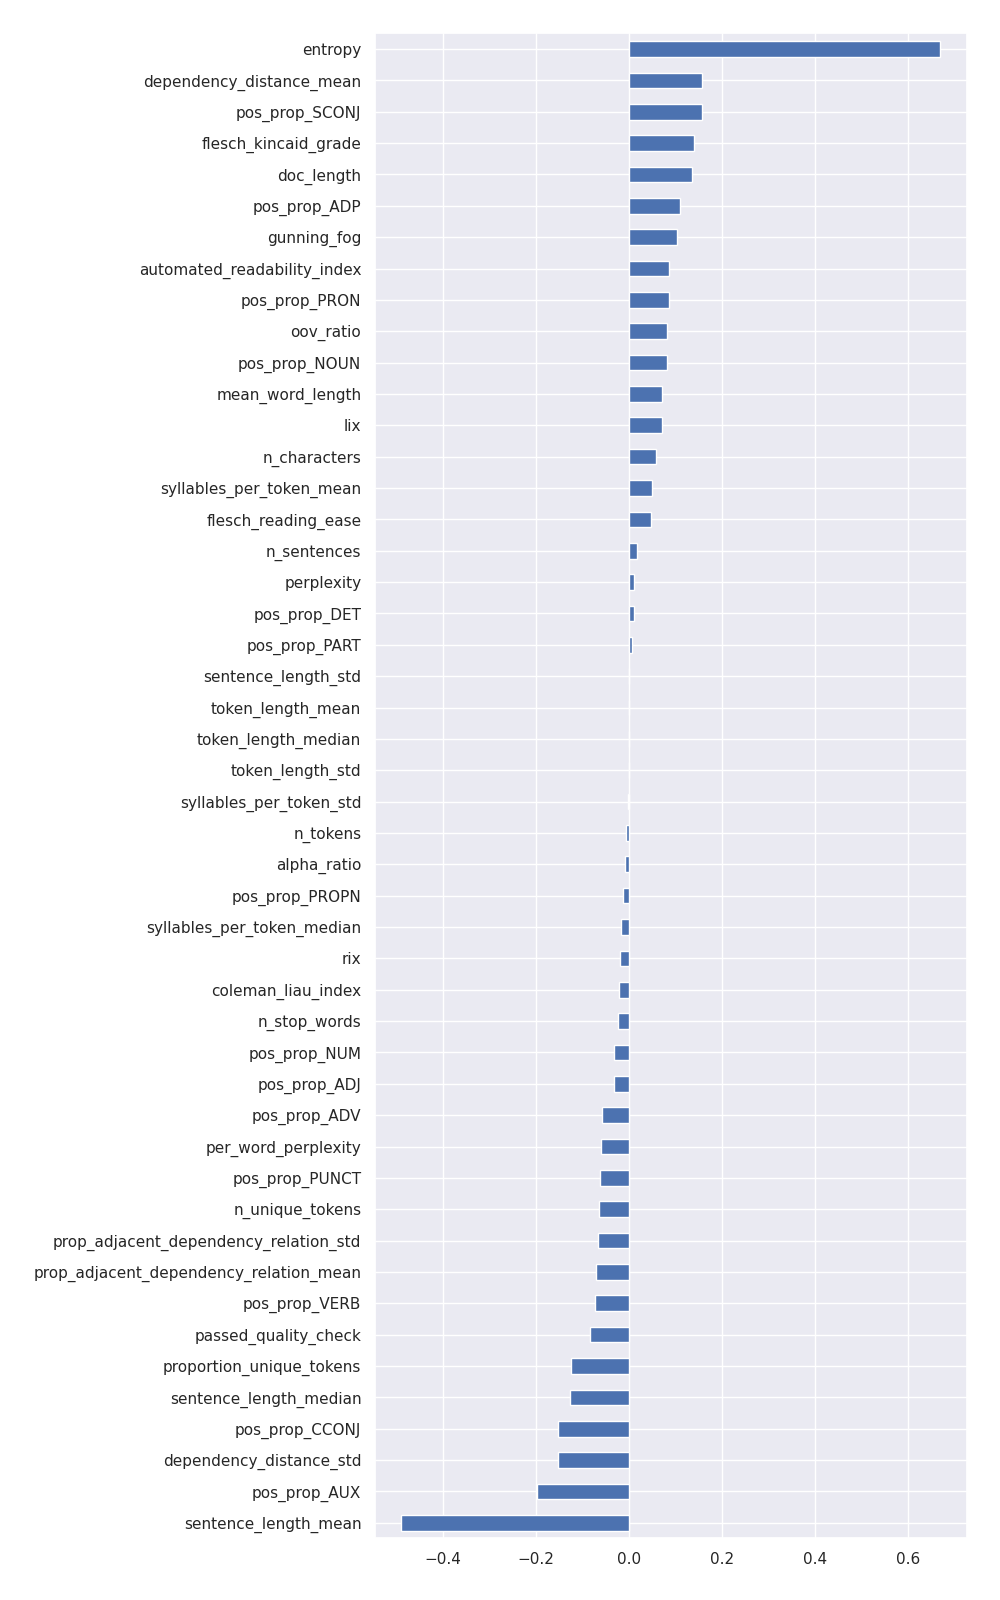 entropy
dependency_distance_mean
pos_prop_SCONJ
flesch_kincaid_grade
doc_length
pos_prop_ADP
gunning_fog
automated_readability_index
pos_prop_PRON
oov_ratio
pos_prop_NOUN
mean_word_length
lix
n_characters
syllables_per_token_mean
flesch_reading_ease
n_sentences
perplexity
pos_prop_DET
pos_prop_PART
sentence_length_std
token_length_mean
token_length_median
token_length_std
syllables_per_token_std
n_tokens
alpha_ratio
pos_prop_PROPN
syllables_per_token_median
rix
coleman_liau_index
n_stop_words
pos_prop_NUM
pos_prop_ADJ
pos_prop_ADV
per_word_perplexity
pos_prop_PUNCT
n_unique_tokens
prop_adjacent_dependency_relation_std
prop_adjacent_dependency_relation_mean
pos_prop_VERB
passed_quality_check
proportion_unique_tokens
sentence_length_median
pos_prop_CCONJ
dependency_distance_std
pos_prop_AUX
sentence_length_mean
−0.4 −0.2 0.0 0.2 0.4 0.6